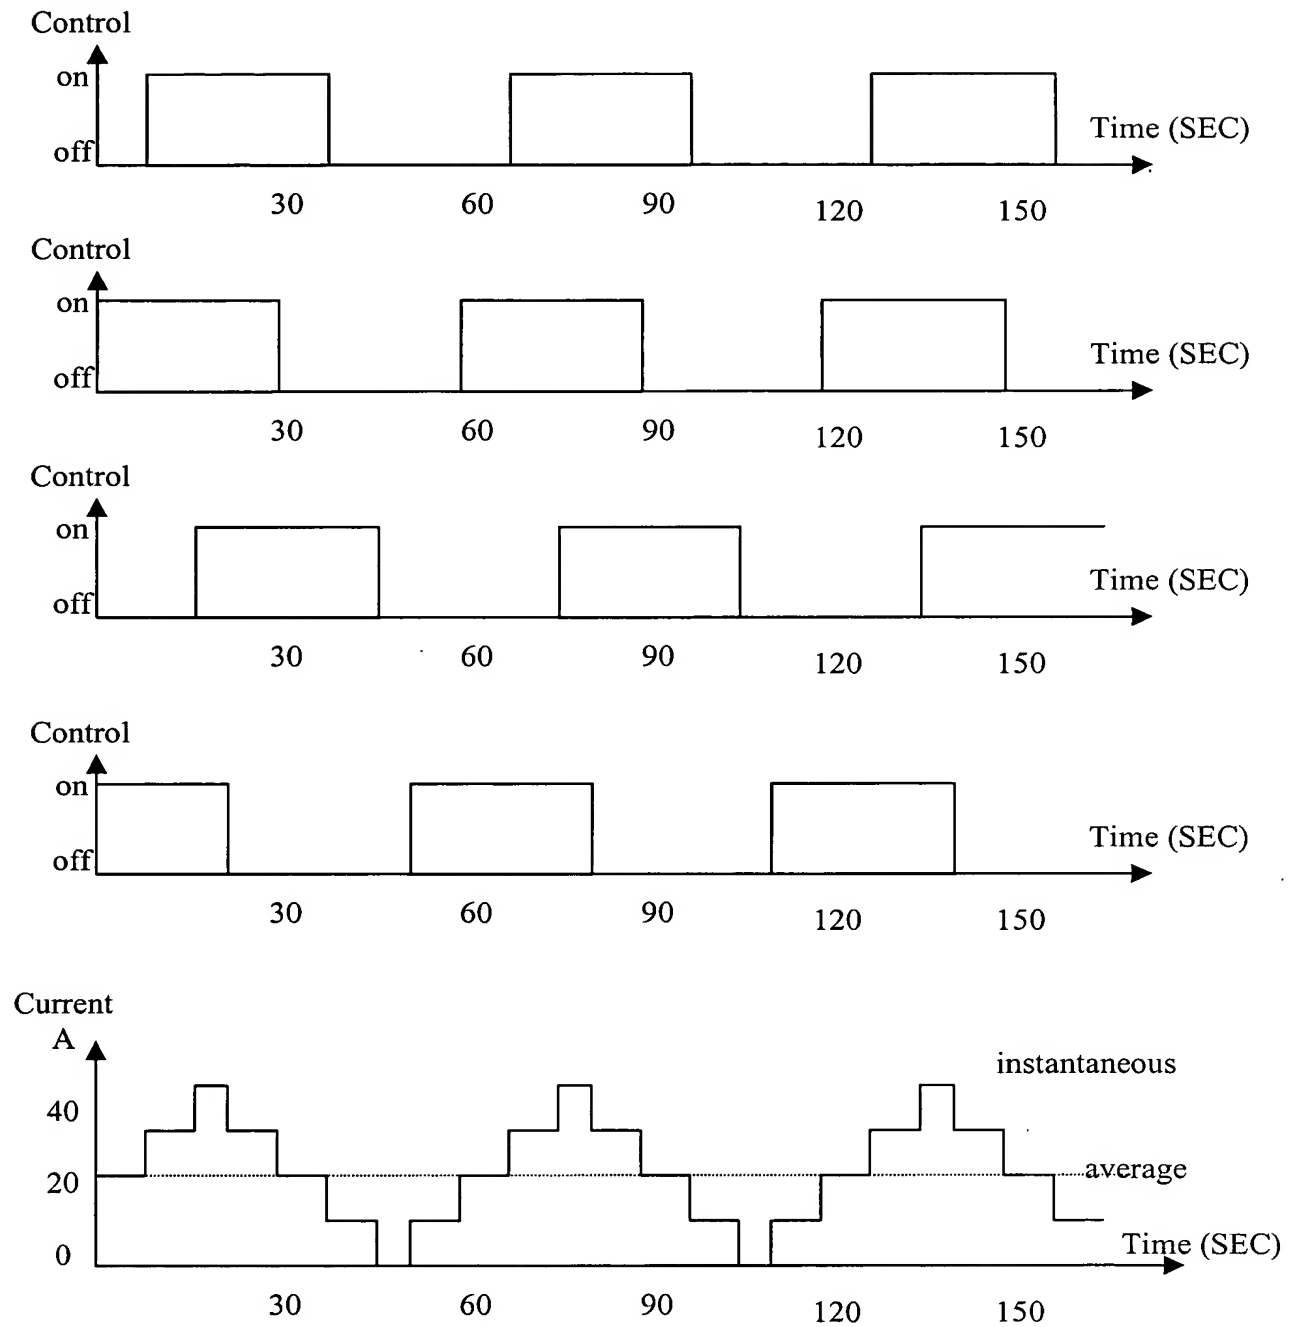 Control
on
off
Time (SEC)
30 60 90 120 150
Control
on
off
Time (SEC)
30 60 90 120 150
Control
on
off
Time (SEC)
30 60 90 120 150
Control
on
off
Time (SEC)
30 60 90 120 150
Current
A
instantaneous
40
average
20
0
Time (SEC)
30 60 90 120 150